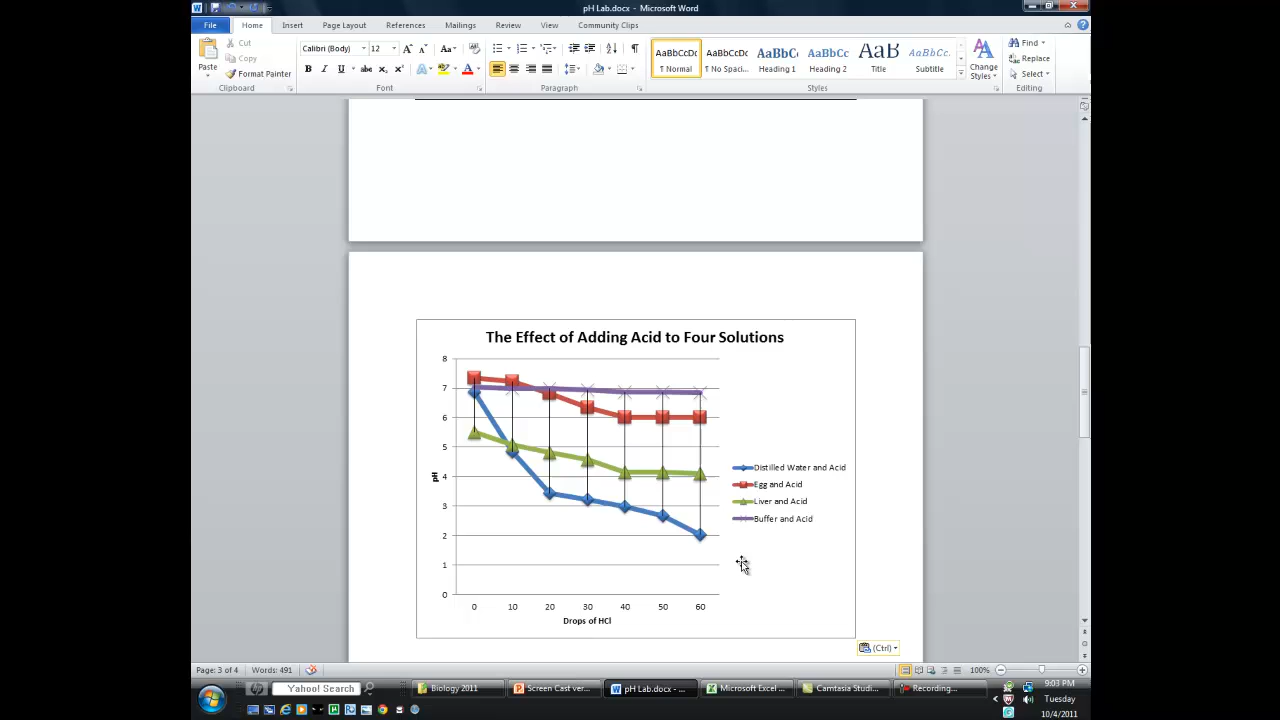 pH Lab.docx - Microsoft Word
File Home Insert Page Layout References Mailings Review View Community Clips
Paste
Cut
Copy
Format Painter
Clipboard
Calibri (Body) 12
Font
Paragraph
AaBbCcDc AaBbCcDc AaBbC AaBbCc AaB AaBbCc.
¶ Normal ¶ No Spaci... Heading 1 Heading 2 Title Subtitle
Styles
Change Styles
Find
Replace
Select
Editing
The Effect of Adding Acid to Four Solutions
8
7
6
5
4
3
2
1
0
pH
0 10 20 30 40 50 60
Drops of HCl
Distilled Water and Acid
Egg and Acid
Liver and Acid
Buffer and Acid
(Ctrl)
Page: 3 of 4 Words: 491 100%
Yahoo! Search Biology 2011 Screen Cast ver... pH Lab.docx - ... Microsoft Excel ... Camtasia Studi... Recording...
9:03 PM
Tuesday
10/4/2011